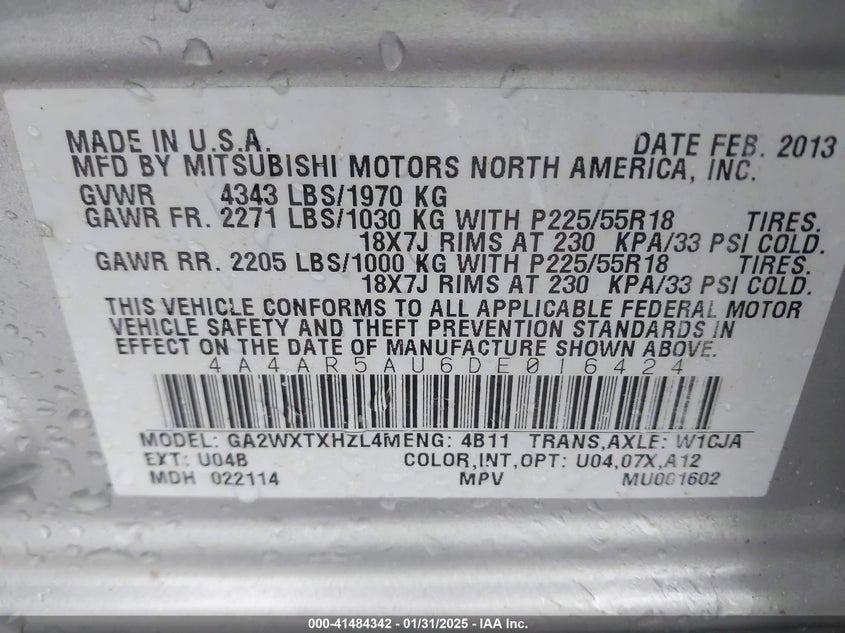 MADE IN U.S.A. DATE FEB. 2013
MFD BY MITSUBISHI MOTORS NORTH AMERICA, INC.
GVWR 4343 LBS/1970 KG
GAWR FR. 2271 LBS/1030 KG WITH P225/55R18 TIRES.
18X7J RIMS AT 230 KPA/33 PSI COLD.
GAWR RR. 2205 LBS/1000 KG WITH P225/55R18 TIRES.
18X7J RIMS AT 230 KPA/33 PSI COLD.
THIS VEHICLE CONFORMS TO ALL APPLICABLE FEDERAL MOTOR
VEHICLE SAFETY AND THEFT PREVENTION STANDARDS IN
EFFECT ON THE DATE OF MANUFACTURE SHOWN ABOVE.
4A4AR5AU6DE016424
MODEL: GA2WXTXHZL4MENG: 4B11 TRANS,AXLE: W1CJA
EXT: U04B COLOR,INT,OPT: U04,07X,A12
MDH 022114 MPV MU001602
000-41484342 / 01/31/2025 - IAA Inc.